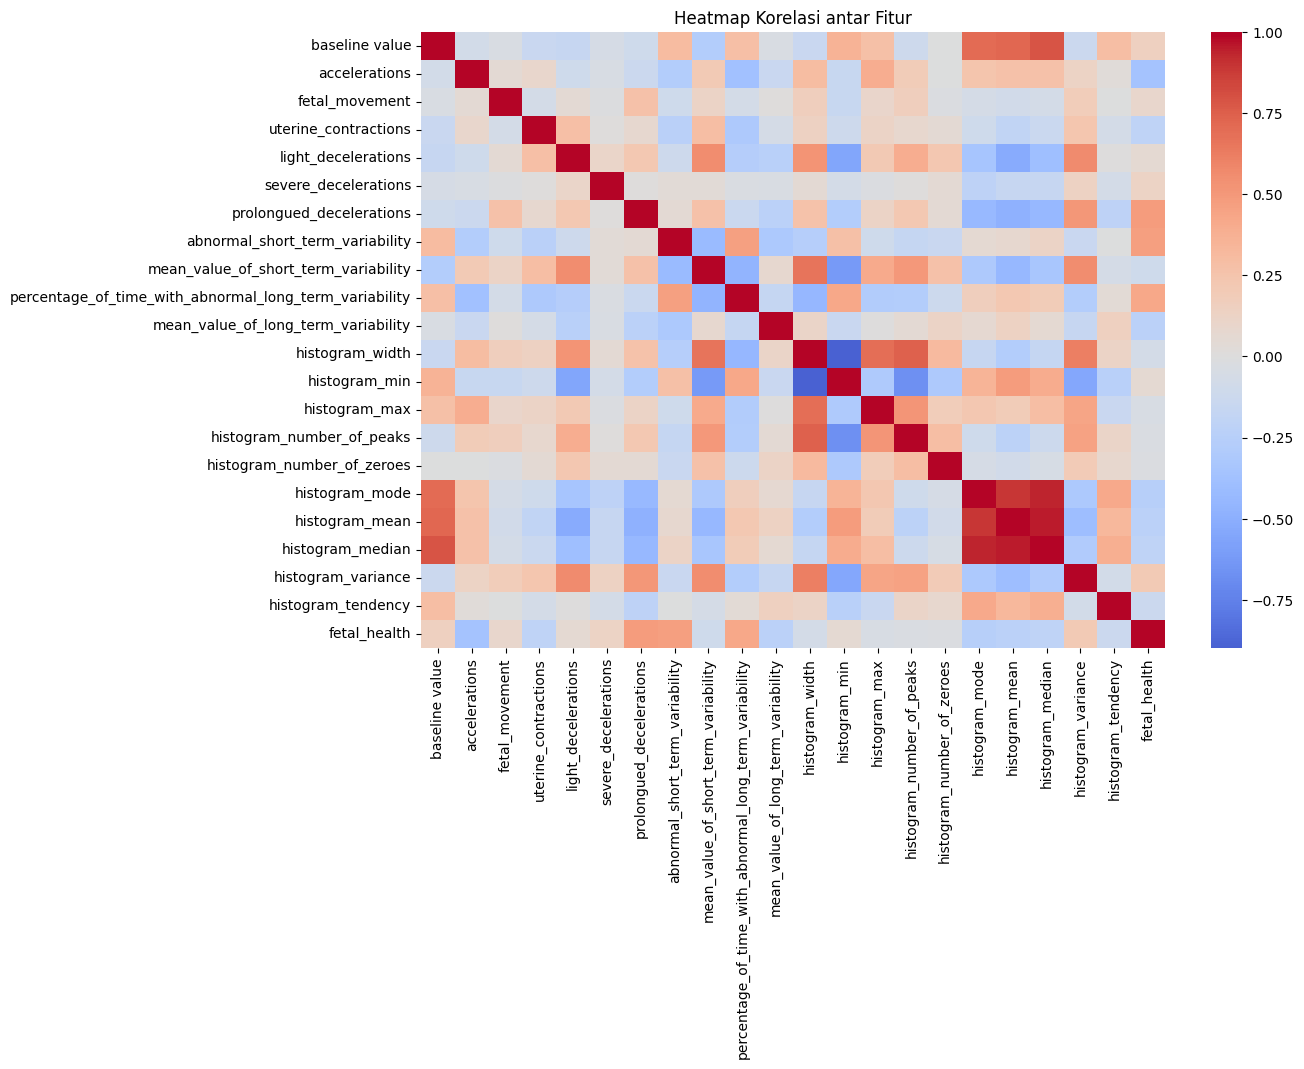 Heatmap Korelasi antar Fitur
baseline value
accelerations
fetal_movement
uterine_contractions
light_decelerations
severe_decelerations
prolongued_decelerations
abnormal_short_term_variability
mean_value_of_short_term_variability
percentage_of_time_with_abnormal_long_term_variability
mean_value_of_long_term_variability
histogram_width
histogram_min
histogram_max
histogram_number_of_peaks
histogram_number_of_zeroes
histogram_mode
histogram_mean
histogram_median
histogram_variance
histogram_tendency
fetal_health
baseline value
accelerations
fetal_movement
uterine_contractions
light_decelerations
severe_decelerations
prolongued_decelerations
abnormal_short_term_variability
mean_value_of_short_term_variability
percentage_of_time_with_abnormal_long_term_variability
mean_value_of_long_term_variability
histogram_width
histogram_min
histogram_max
histogram_number_of_peaks
histogram_number_of_zeroes
histogram_mode
histogram_mean
histogram_median
histogram_variance
histogram_tendency
fetal_health
1.00
0.75
0.50
0.25
0.00
−0.25
−0.50
−0.75